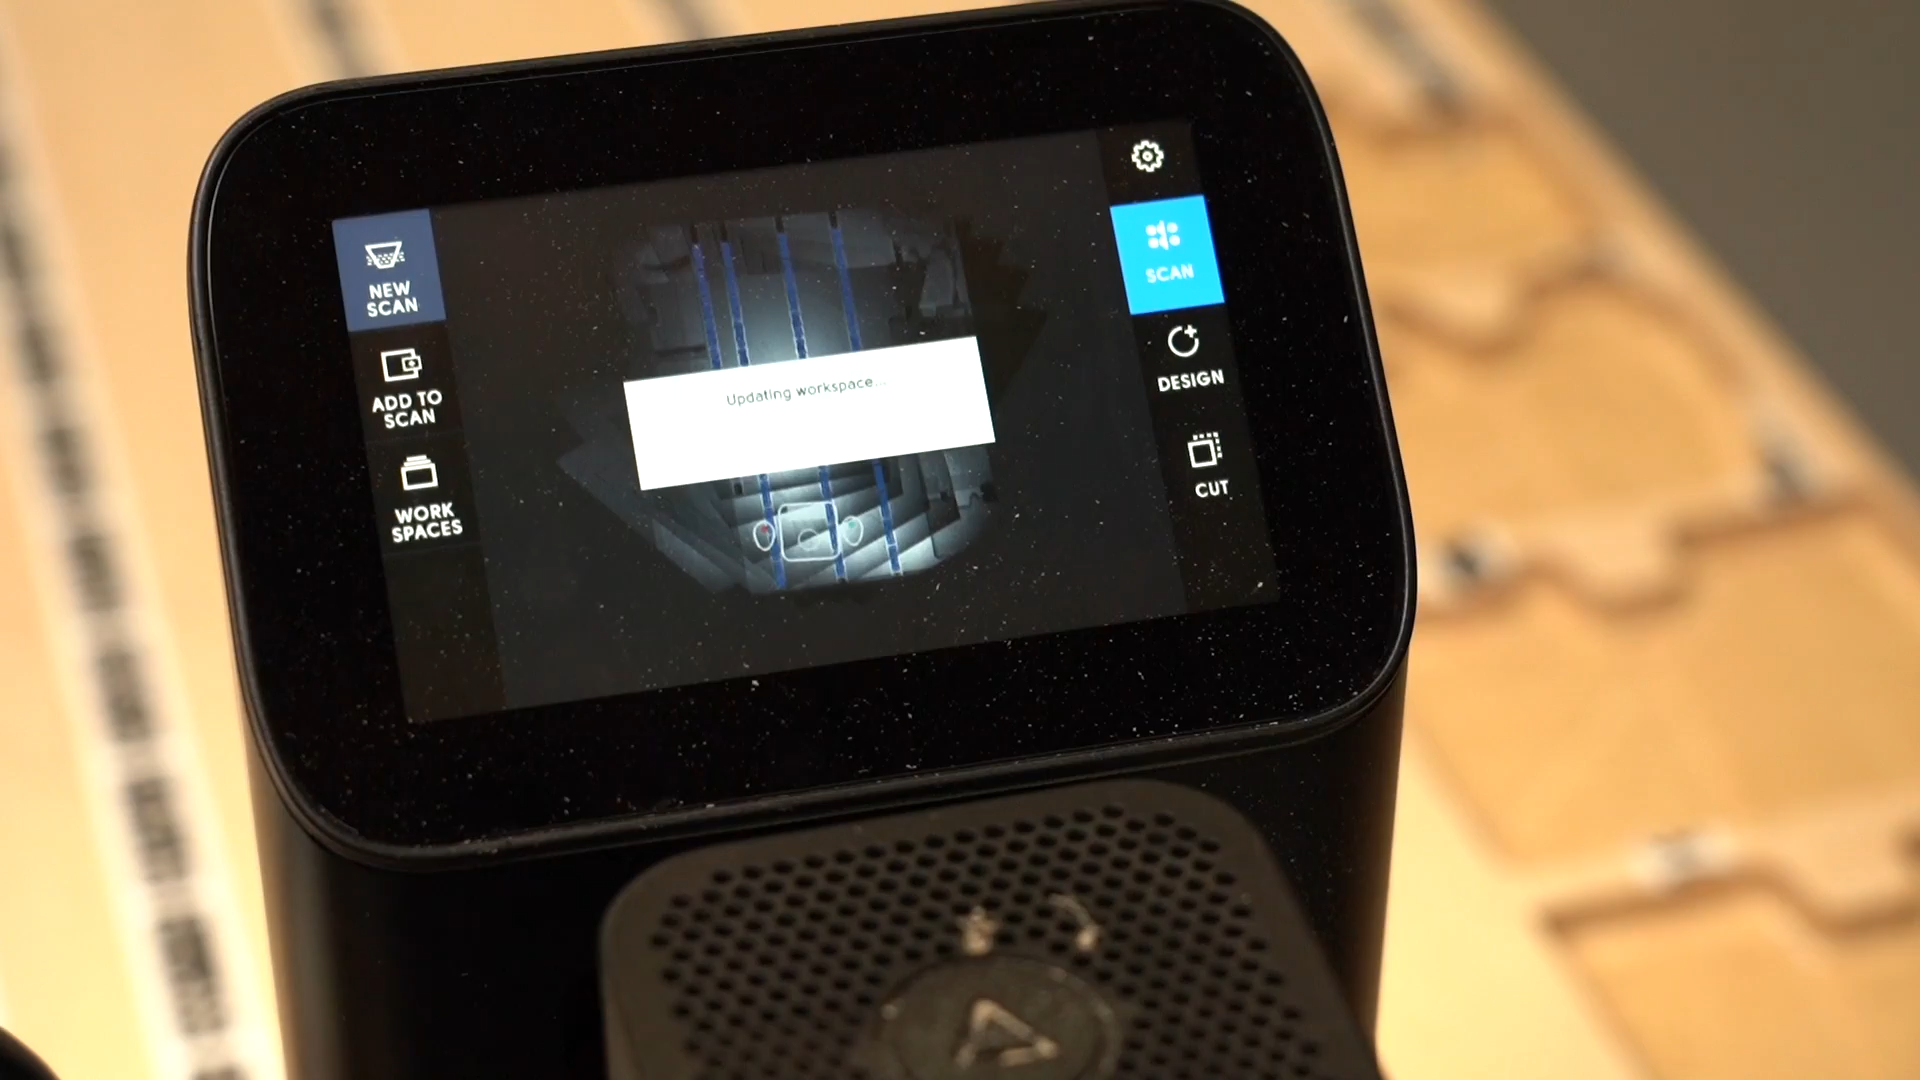 NEW
SCAN
ADD TO
SCAN
WORK
SPACES
Updating workspace...
SCAN
DESIGN
CUT